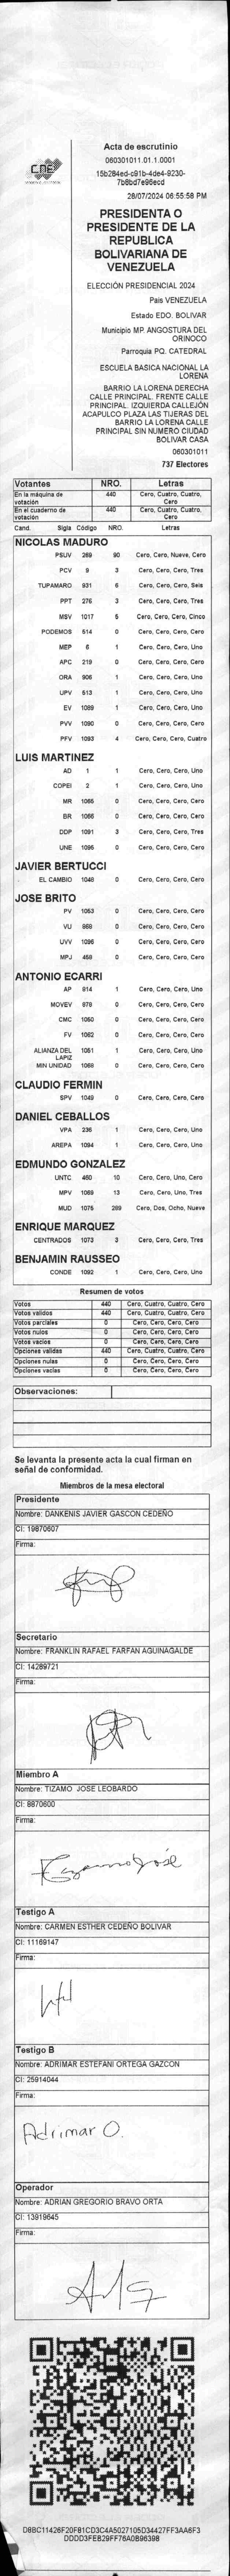 CNE
Acta de escrutinio
060301011.01.1.0001
15b284ed-c91b-4de4-9230-
7b8bd7e96ecd
28/07/2024 06:55:58 PM
PRESIDENTA O
PRESIDENTE DE LA
REPUBLICA
BOLIVARIANA DE
VENEZUELA
ELECCIÓN PRESIDENCIAL 2024
Pais VENEZUELA
Estado EDO. BOLIVAR
Municipio MP. ANGOSTURA DEL
ORINOCO
Parroquia PQ. CATEDRAL
ESCUELA BASICA NACIONAL LA
LORENA
BARRIO LA LORENA DERECHA
CALLE PRINCIPAL. FRENTE CALLE
PRINCIPAL. IZQUIERDA CALLEJÓN
ACAPULCO PLAZA LAS TIJERAS DEL
BARRIO LA LORENA CALLE
PRINCIPAL SIN NUMERO CIUDAD
BOLIVAR CASA
060301011
737 Electores
Votantes NRO. Letras
En la máquina de votación 440 Cero, Cuatro, Cuatro, Cero
En el cuaderno de votación 440 Cero, Cuatro, Cuatro, Cero
Cand. Sigla Código NRO. Letras
NICOLAS MADURO
PSUV 289 90 Cero, Cero, Nueve, Cero
PCV 9 3 Cero, Cero, Cero, Tres
TUPAMARO 931 6 Cero, Cero, Cero, Seis
PPT 276 3 Cero, Cero, Cero, Tres
MSV 1017 5 Cero, Cero, Cero, Cinco
PODEMOS 514 0 Cero, Cero, Cero, Cero
MEP 6 1 Cero, Cero, Cero, Uno
APC 219 0 Cero, Cero, Cero, Cero
ORA 906 1 Cero, Cero, Cero, Uno
UPV 513 1 Cero, Cero, Cero, Uno
EV 1089 1 Cero, Cero, Cero, Uno
PVV 1090 0 Cero, Cero, Cero, Cero
PFV 1093 4 Cero, Cero, Cero, Cuatro
LUIS MARTINEZ
AD 1 1 Cero, Cero, Cero, Uno
COPEI 2 1 Cero, Cero, Cero, Uno
MR 1065 0 Cero, Cero, Cero, Cero
BR 1066 0 Cero, Cero, Cero, Cero
DDP 1091 3 Cero, Cero, Cero, Tres
UNE 1095 0 Cero, Cero, Cero, Cero
JAVIER BERTUCCI
EL CAMBIO 1048 0 Cero, Cero, Cero, Cero
JOSE BRITO
PV 1053 0 Cero, Cero, Cero, Cero
VU 868 0 Cero, Cero, Cero, Cero
UVV 1096 0 Cero, Cero, Cero, Cero
MPJ 458 0 Cero, Cero, Cero, Cero
ANTONIO ECARRI
AP 814 1 Cero, Cero, Cero, Uno
MOVEV 879 0 Cero, Cero, Cero, Cero
CMC 1050 0 Cero, Cero, Cero, Cero
FV 1062 0 Cero, Cero, Cero, Cero
ALIANZA DEL LAPIZ 1051 1 Cero, Cero, Cero, Uno
MIN UNIDAD 1068 0 Cero, Cero, Cero, Cero
CLAUDIO FERMIN
SPV 1049 0 Cero, Cero, Cero, Cero
DANIEL CEBALLOS
VPA 236 1 Cero, Cero, Cero, Uno
AREPA 1094 1 Cero, Cero, Cero, Uno
EDMUNDO GONZALEZ
UNTC 460 10 Cero, Cero, Uno, Cero
MPV 1069 13 Cero, Cero, Uno, Tres
MUD 1075 289 Cero, Dos, Ocho, Nueve
ENRIQUE MARQUEZ
CENTRADOS 1073 3 Cero, Cero, Cero, Tres
BENJAMIN RAUSSEO
CONDE 1092 1 Cero, Cero, Cero, Uno
Resumen de votos
Votos 440 Cero, Cuatro, Cuatro, Cero
Votos validos 440 Cero, Cuatro, Cuatro, Cero
Votos parciales 0 Cero, Cero, Cero, Cero
Votos nulos 0 Cero, Cero, Cero, Cero
Votos vacios 0 Cero, Cero, Cero, Cero
Opciones validas 440 Cero, Cuatro, Cuatro, Cero
Opciones nulas 0 Cero, Cero, Cero, Cero
Opciones vacias 0 Cero, Cero, Cero, Cero
Observaciones:
Se levanta la presente acta la cual firman en
señal de conformidad.
Miembros de la mesa electoral
Presidente
Nombre: DANKENIS JAVIER GASCON CEDEÑO
CI: 19870607
Firma:
Secretario
Nombre: FRANKLIN RAFAEL FARFAN AGUINAGALDE
CI: 14289721
Firma:
Miembro A
Nombre: TIZAMO JOSE LEOBARDO
CI: 8870600
Firma:
Testigo A
Nombre: CARMEN ESTHER CEDEÑO BOLIVAR
CI: 11169147
Firma:
Testigo B
Nombre: ADRIMAR ESTEFANI ORTEGA GAZCON
CI: 25914044
Firma:
Adrimar O.
Operador
Nombre: ADRIAN GREGORIO BRAVO ORTA
CI: 13919645
Firma:
D8BC11426F20F81CD3C4A5027105D34427FF3AA6F3
DDDD3FEB29FF76A0B96398